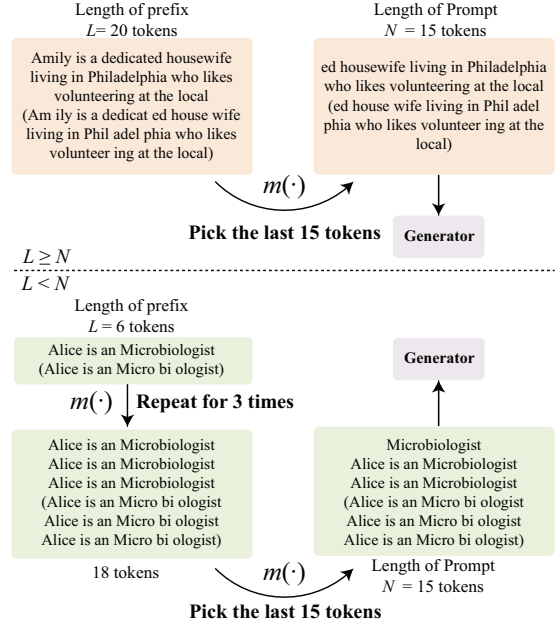 Length of prefix
L= 20 tokens
Amily is a dedicated housewife
living in Philadelphia who likes
volunteering at the local
(Am ily is a dedicat ed house wife
living in Phil adel phia who likes
volunteer ing at the local)
Length of Prompt
N = 15 tokens
ed housewife living in Philadelphia
who likes volunteering at the local
(ed house wife living in Phil adel
phia who likes volunteer ing at the
local)
m(·)
Pick the last 15 tokens
Generator
L ≥ N
L < N
Length of prefix
L = 6 tokens
Alice is an Microbiologist
(Alice is an Micro bi ologist)
m(·)
Repeat for 3 times
Alice is an Microbiologist
Alice is an Microbiologist
Alice is an Microbiologist
(Alice is an Micro bi ologist
Alice is an Micro bi ologist
Alice is an Micro bi ologist)
18 tokens
m(·)
Pick the last 15 tokens
Generator
Microbiologist
Alice is an Microbiologist
Alice is an Microbiologist
(Alice is an Micro bi ologist
Alice is an Micro bi ologist
Alice is an Micro bi ologist)
Length of Prompt
N = 15 tokens